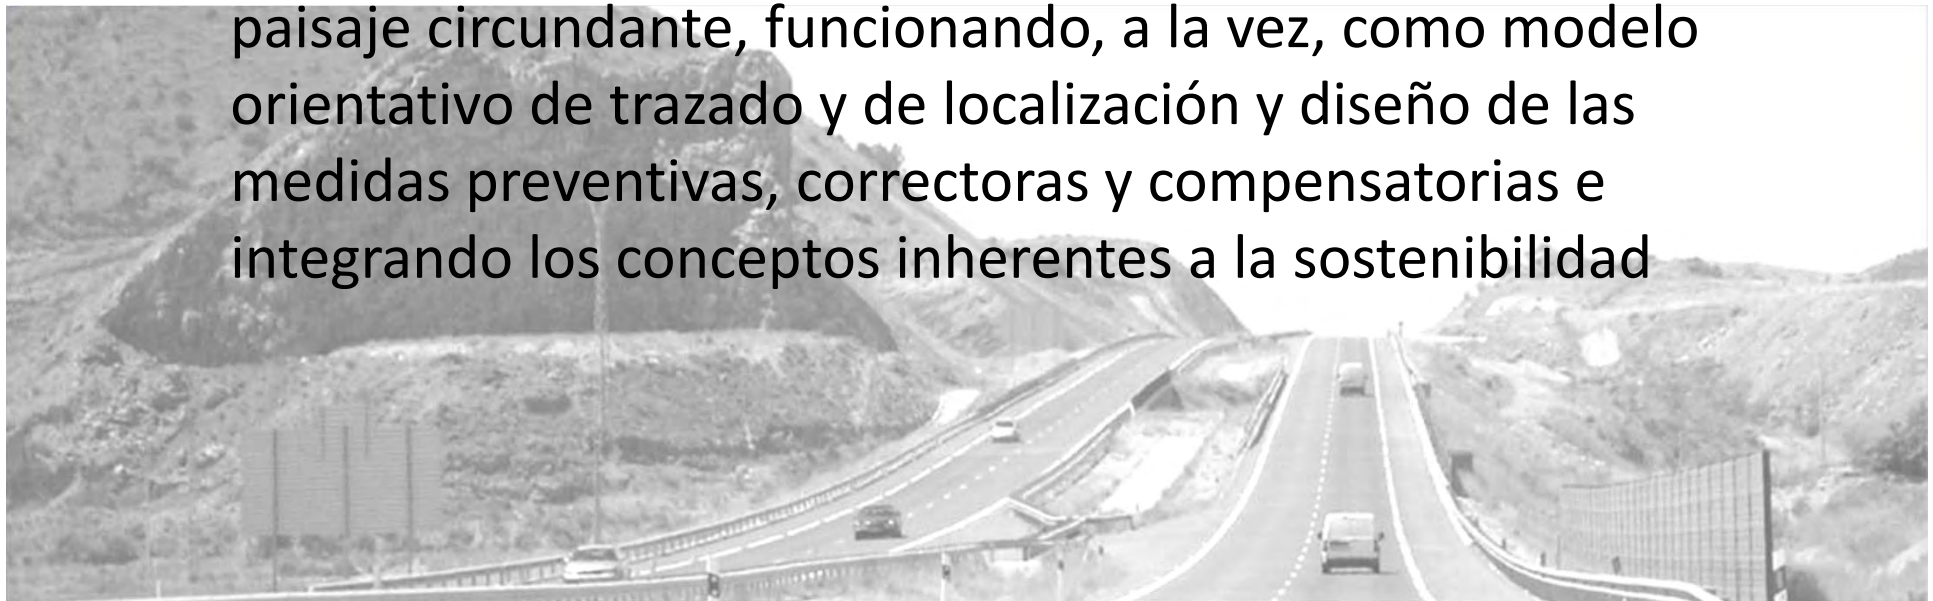 paisaje circundante, funcionando, a la vez, como modelo
orientativo de trazado y de localización y diseño de las
medidas preventivas, correctoras y compensatorias e
integrando los conceptos inherentes a la sostenibilidad